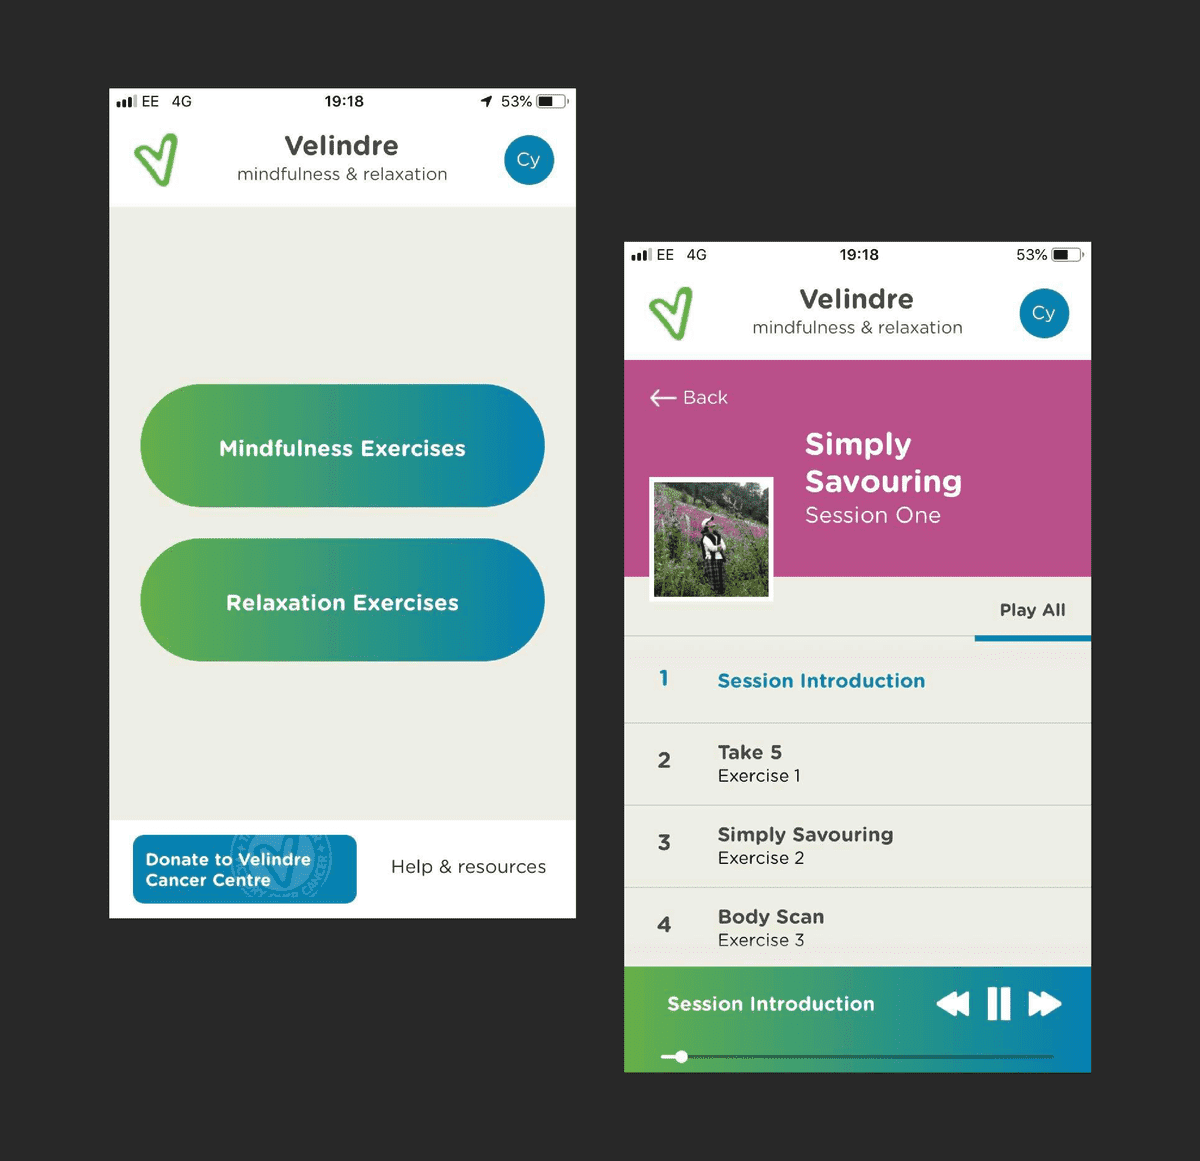 EE 4G 19:18 53%
Velindre
mindfulness & relaxation
Cy
Mindfulness Exercises
Relaxation Exercises
Donate to Velindre
Cancer Centre
Help & resources
EE 4G 19:18 53%
Velindre
mindfulness & relaxation
Cy
Back
Simply
Savouring
Session One
Play All
1 Session Introduction
2 Take 5
Exercise 1
3 Simply Savouring
Exercise 2
4 Body Scan
Exercise 3
Session Introduction